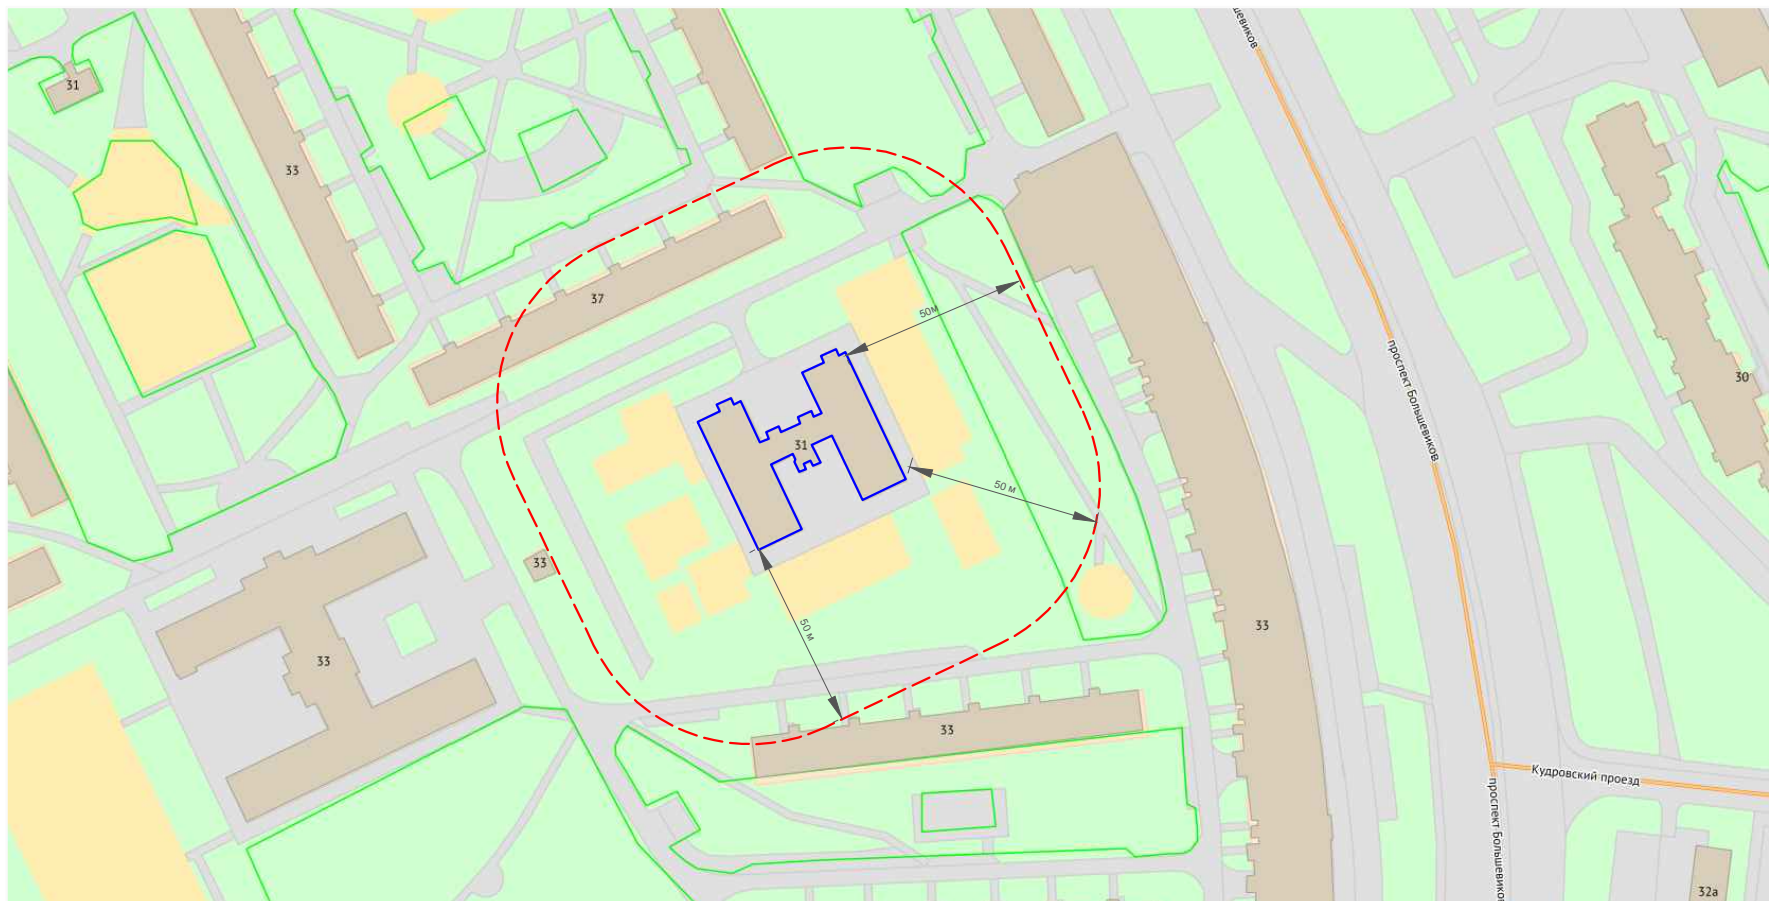 шевиков
31
33
37
50м
проспект Большевиков
30
31
50 м
33
33
50 м
33
33
Кудровский проезд
проспект Большевиков
32а